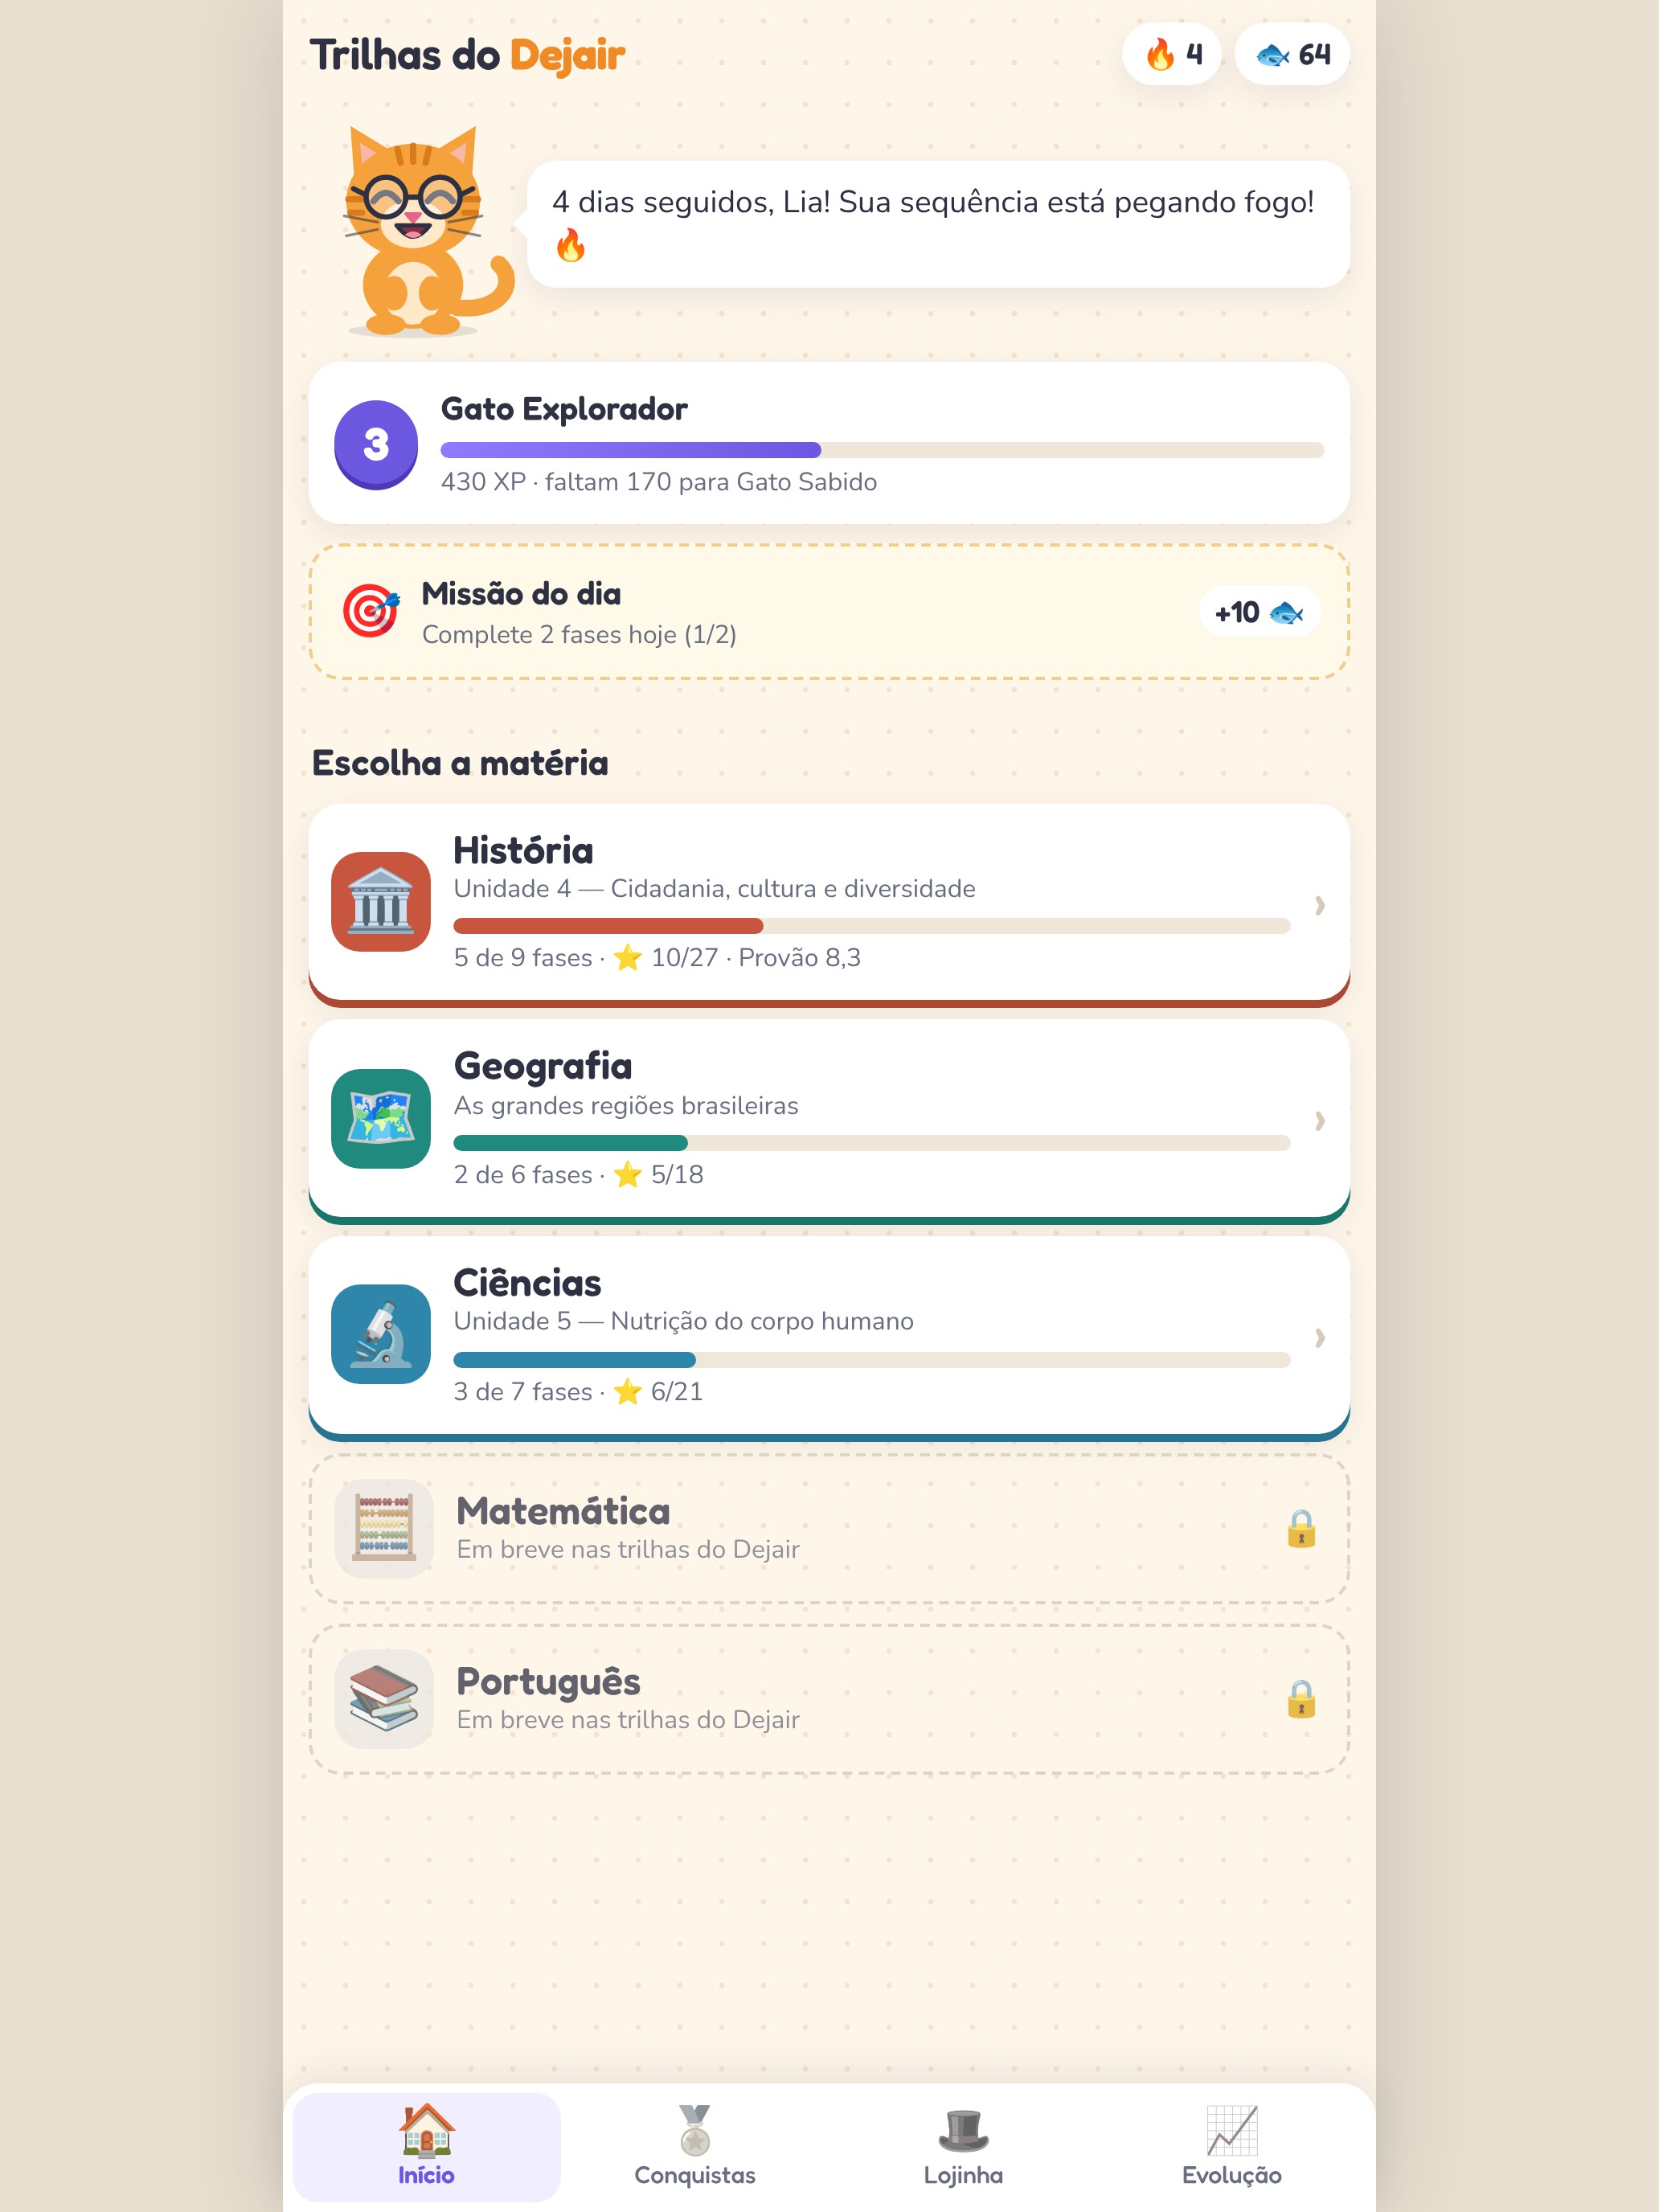 Trilhas do Dejair
🔥 4
🐟 64
4 dias seguidos, Lia! Sua sequência está pegando fogo!
🔥
3
Gato Explorador
430 XP · faltam 170 para Gato Sabido
Missão do dia
Complete 2 fases hoje (1/2)
+10 🐟
Escolha a matéria
História
Unidade 4 — Cidadania, cultura e diversidade
5 de 9 fases · ⭐ 10/27 · Provão 8,3
›
Geografia
As grandes regiões brasileiras
2 de 6 fases · ⭐ 5/18
›
Ciências
Unidade 5 — Nutrição do corpo humano
3 de 7 fases · ⭐ 6/21
›
Matemática
Em breve nas trilhas do Dejair
Português
Em breve nas trilhas do Dejair
Início
Conquistas
Lojinha
Evolução